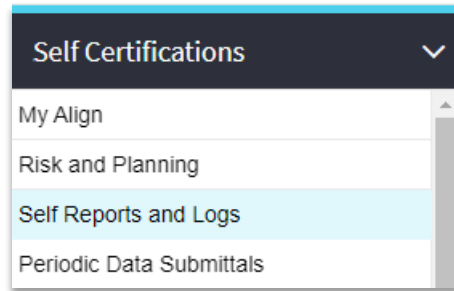 Self Certifications
My Align
Risk and Planning
Self Reports and Logs
Periodic Data Submittals